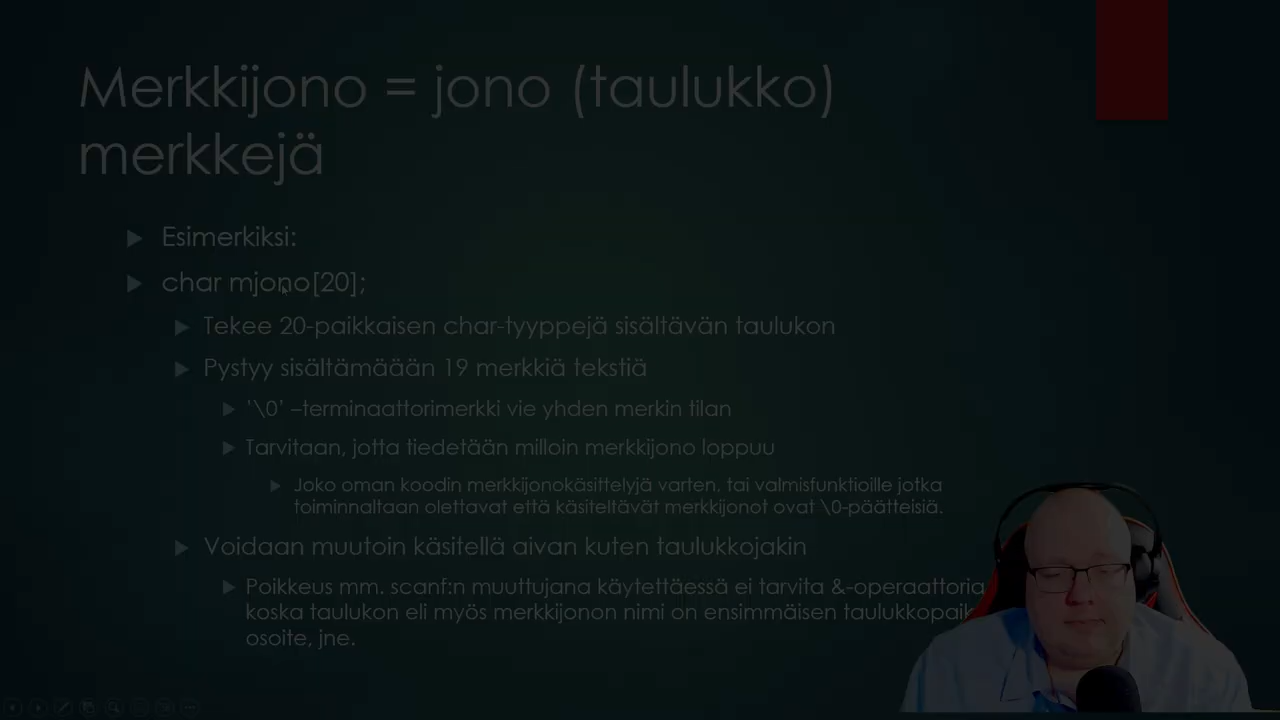 Merkkijono = jono (taulukko)
merkkejä
Esimerkiksi:
char mjono[20];
Tekee 20-paikkaisen char-tyyppejä sisältävän taulukon
Pystyy sisältämäään 19 merkkiä tekstiä
'\0' –terminaattorimerkki vie yhden merkin tilan
Tarvitaan, jotta tiedetään milloin merkkijono loppuu
Joko oman koodin merkkijonokäsittelyjä varten, tai valmisfunktioille jotka
toiminnaltaan olettavat että käsiteltävät merkkijonot ovat \0-päätteisiä.
Voidaan muutoin käsitellä aivan kuten taulukkojakin
Poikkeus mm. scanf:n muuttujana käytettäessä ei tarvita &-operaattoria
koska taulukon eli myös merkkijonon nimi on ensimmäisen
osoite, jne.